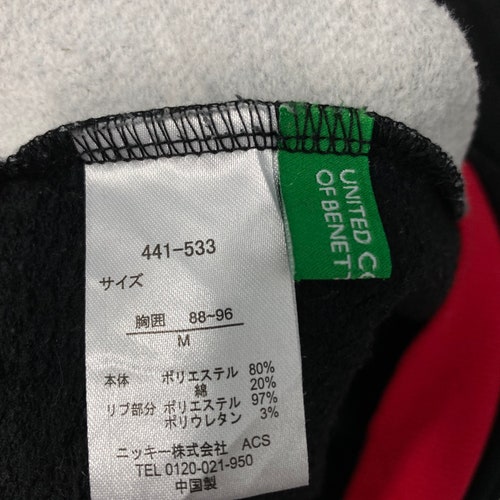 441-533
サイズ
胸囲 88~96
M
本体 ポリエステル 80%
綿 20%
リブ部分 ポリエステル 97%
ポリウレタン 3%
ニッキー株式会社 ACS
TEL 0120-021-950
中国製
UNITED
OF